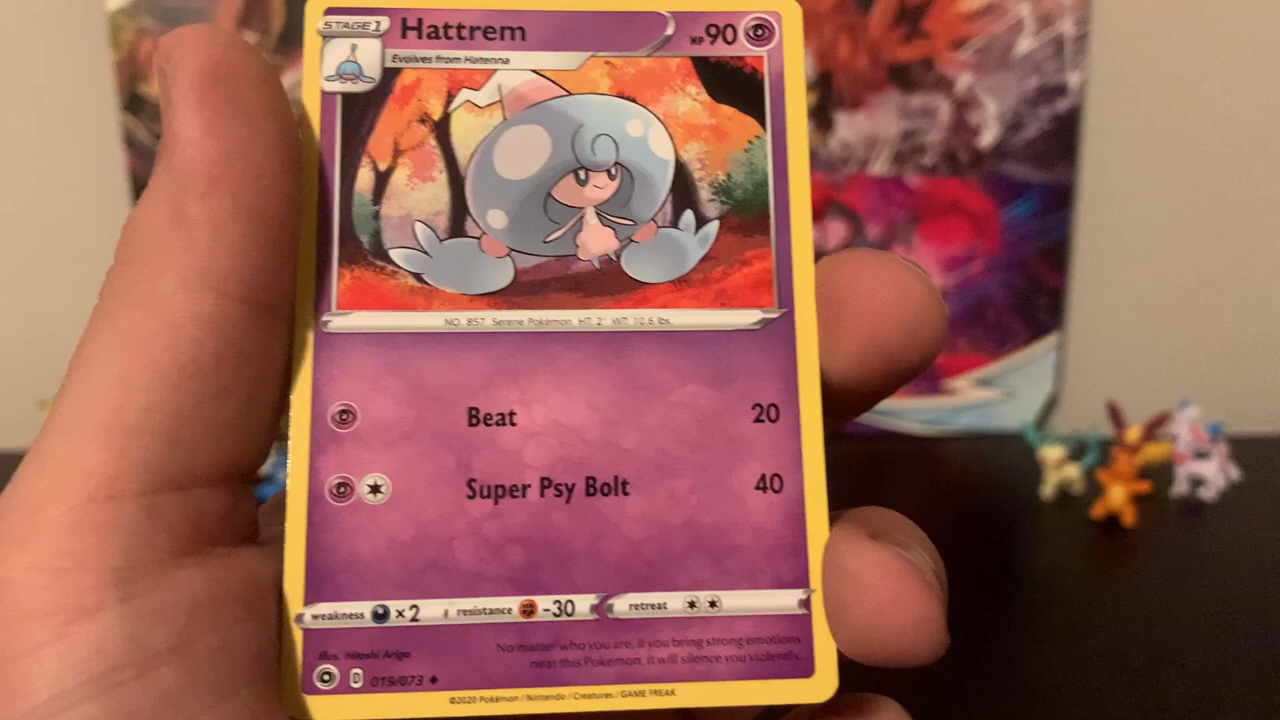 STAGE 1
Hattrem
HP 90
Evolves from Hatenna
NO. 857 Serene Pokémon HT. 2' WT. 10.6 lbs.
Beat 20
Super Psy Bolt 40
weakness ×2 resistance -30 retreat
Illus. Hitoshi Ariga
No matter who you are, if you bring strong emotions
near this Pokémon, it will silence you violently.
D 019/073
©2020 Pokémon / Nintendo / Creatures / GAME FREAK